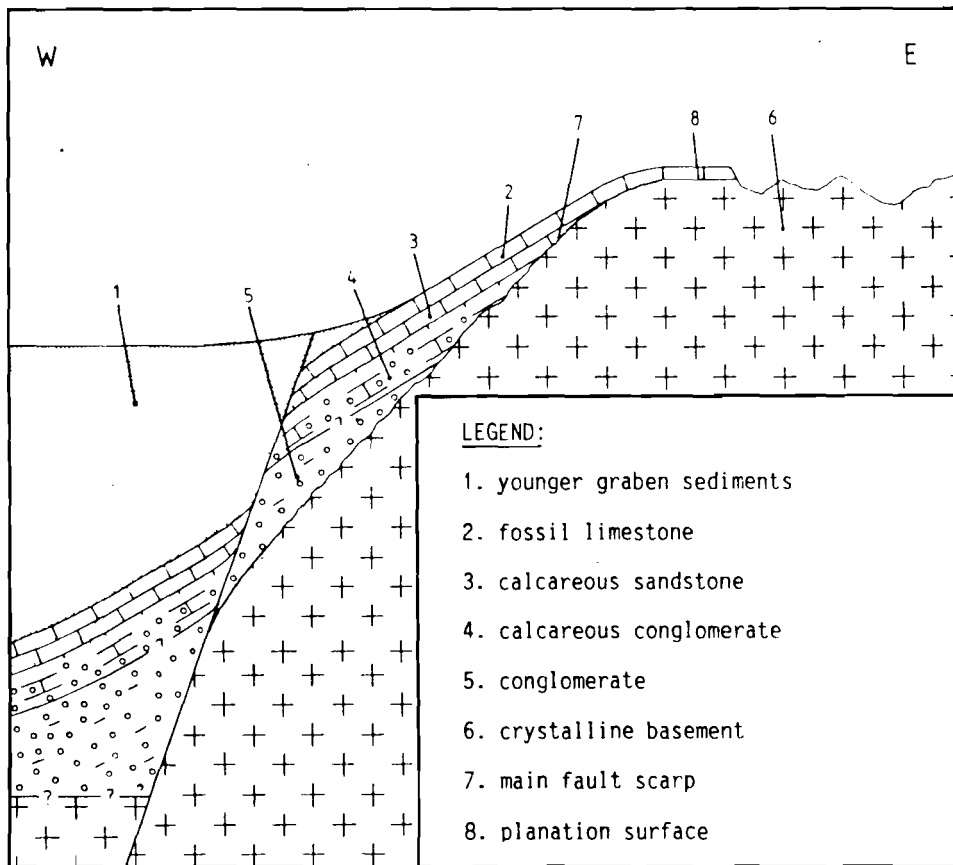 W
E
7
8
6
2
3
4
1
5
?
?
? ?
LEGEND:
1. younger graben sediments
2. fossil limestone
3. calcareous sandstone
4. calcareous conglomerate
5. conglomerate
6. crystalline basement
7. main fault scarp
8. planation surface